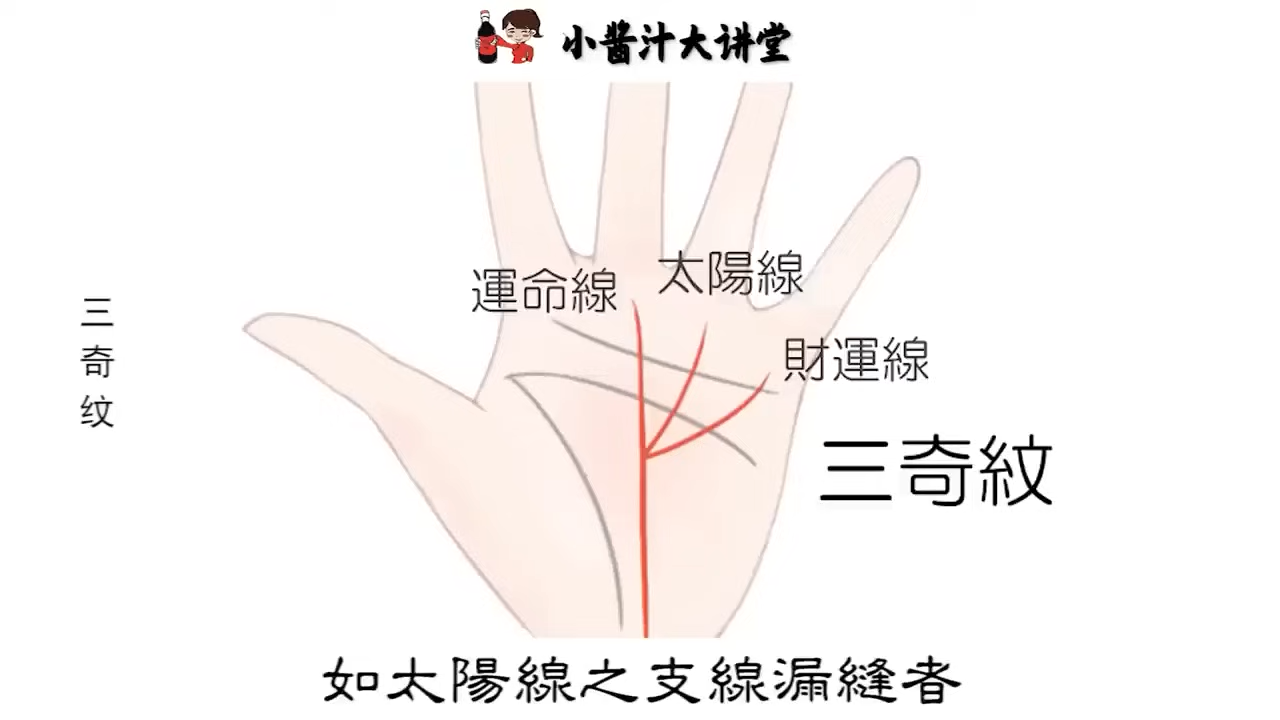 小酱汁大讲堂
運命線
太陽線
財運線
三奇纹
三奇紋
如太陽線之支線漏縫者